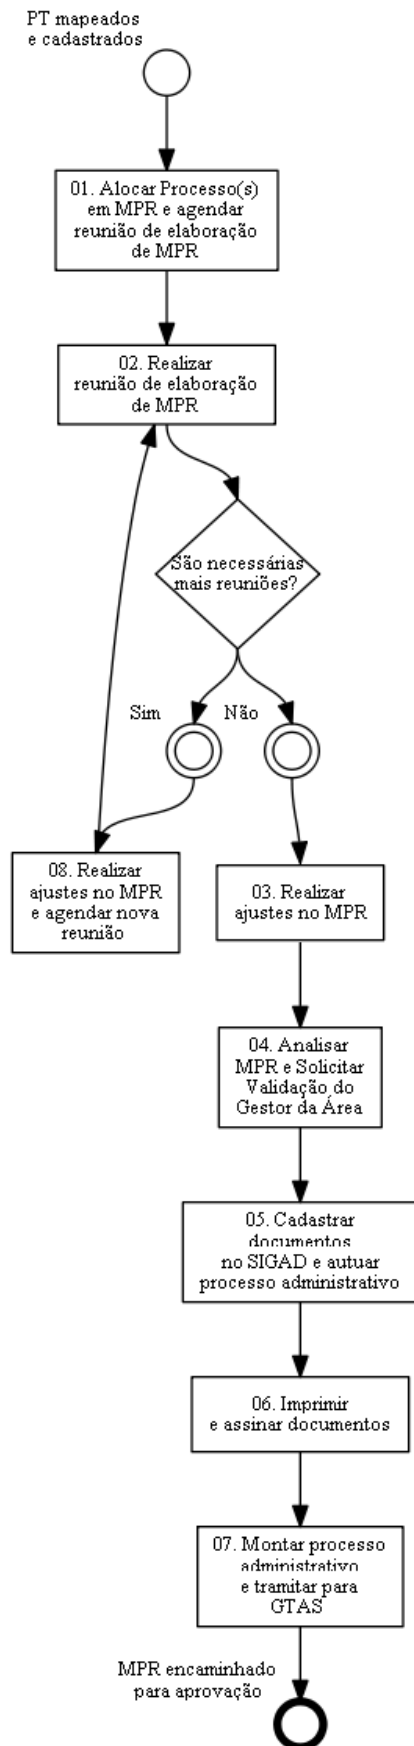 PT mapeados
e cadastrados
01. Alocar Processo(s)
em MPR e agendar
reunião de elaboração
de MPR
02. Realizar
reunião de elaboração
de MPR
São necessárias
mais reuniões?
Sim
Não
08. Realizar
ajustes no MPR
e agendar nova
reunião
03. Realizar
ajustes no MPR
04. Analisar
MPR e Solicitar
Validação do
Gestor da Área
05. Cadastrar
documentos
no SIGAD e autuar
processo administrativo
06. Imprimir
e assinar documentos
07. Montar processo
administrativo
e tramitar para
GTAS
MPR encaminhado
para aprovação